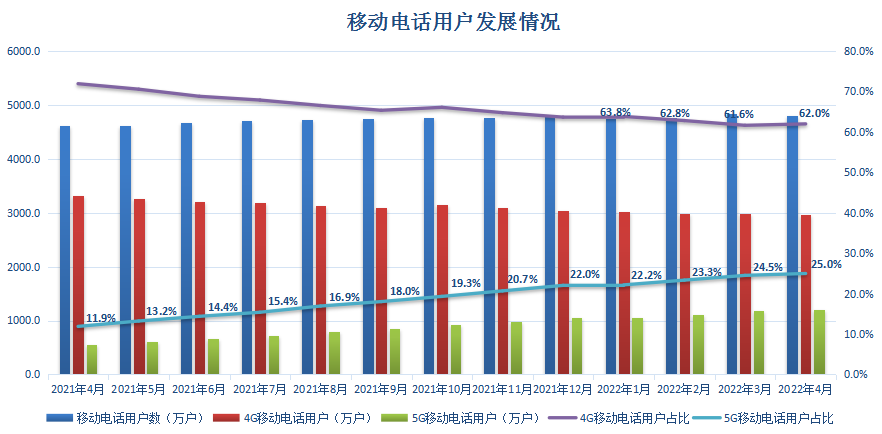 移动电话用户发展情况
6000.0
5000.0
4000.0
3000.0
2000.0
1000.0
0.0
80.0%
70.0%
60.0%
50.0%
40.0%
30.0%
20.0%
10.0%
0.0%
63.8%
62.8%
61.6%
62.0%
11.9%
13.2%
14.4%
15.4%
16.9%
18.0%
19.3%
20.7%
22.0%
22.2%
23.3%
24.5%
25.0%
2021年4月
2021年5月
2021年6月
2021年7月
2021年8月
2021年9月
2021年10月
2021年11月
2021年12月
2022年1月
2022年2月
2022年3月
2022年4月
移动电话用户数（万户）
4G移动电话用户（万户）
5G移动电话用户（万户）
4G移动电话用户占比
5G移动电话用户占比